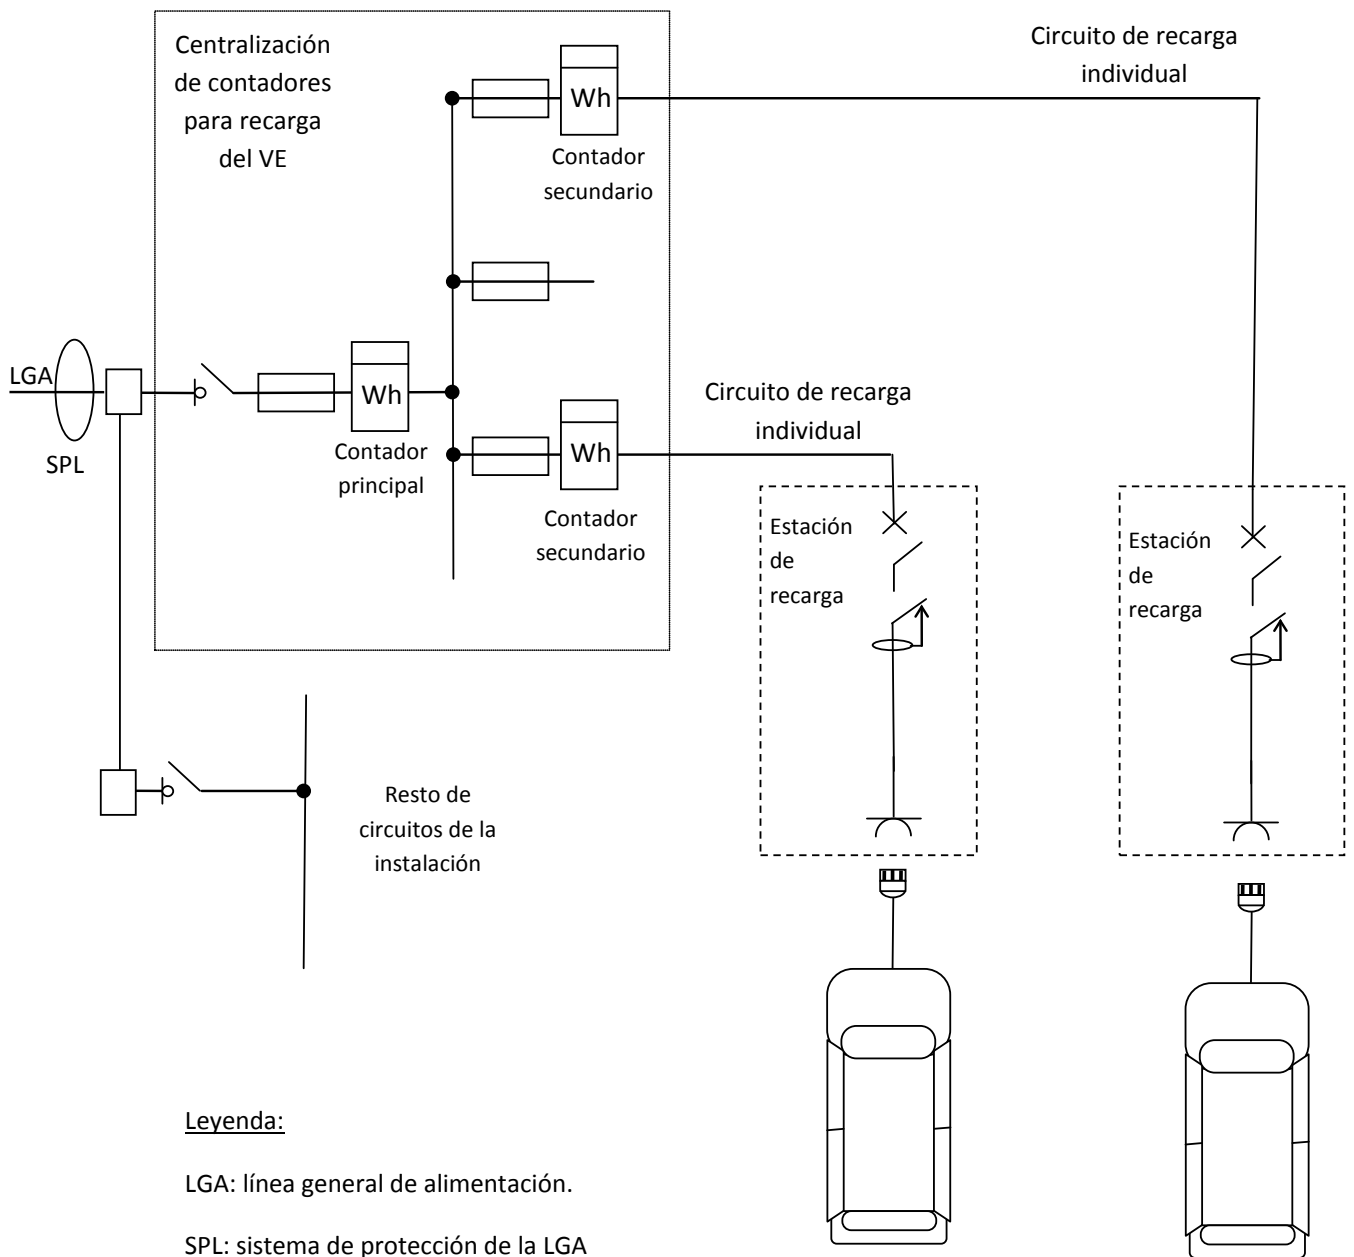 Centralización
de contadores
para recarga
del VE
Wh
Contador
secundario
Circuito de recarga
individual
LGA
SPL
Wh
Contador
principal
Wh
Contador
secundario
Circuito de recarga
individual
Estación
de
recarga
Estación
de
recarga
Resto de
circuitos de la
instalación
Leyenda:
LGA: línea general de alimentación.
SPL: sistema de protección de la LGA